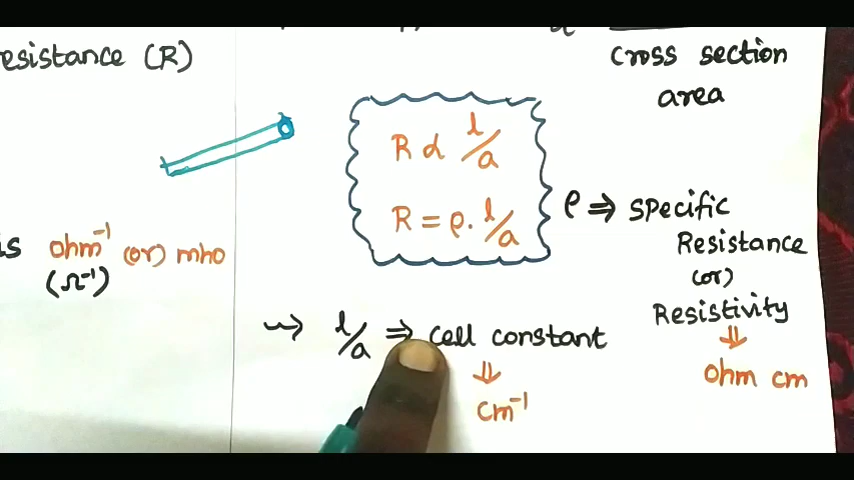 resistance (R)
cross section
area
R α l/a
R = ρ. l/a
ρ ⇒ specific
Resistance
(or)
Resistivity
⇓
ohm cm
is ohm⁻¹ (or) mho
(Ω⁻¹)
⇝ l/a ⇒ cell constant
⇓
cm⁻¹